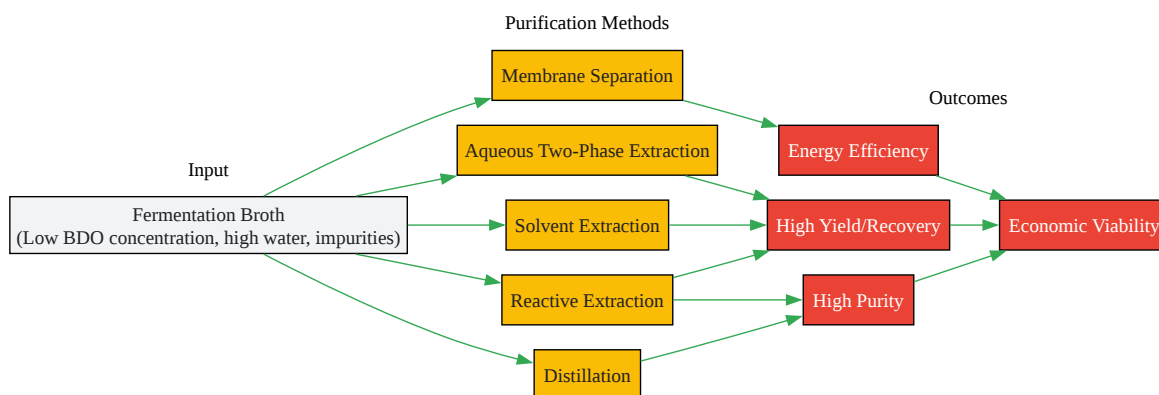 Purification Methods
Membrane Separation
Outcomes
Aqueous Two-Phase Extraction
Energy Efficiency
Input
Fermentation Broth
(Low BDO concentration, high water, impurities)
Solvent Extraction
High Yield/Recovery
Economic Viability
Reactive Extraction
High Purity
Distillation